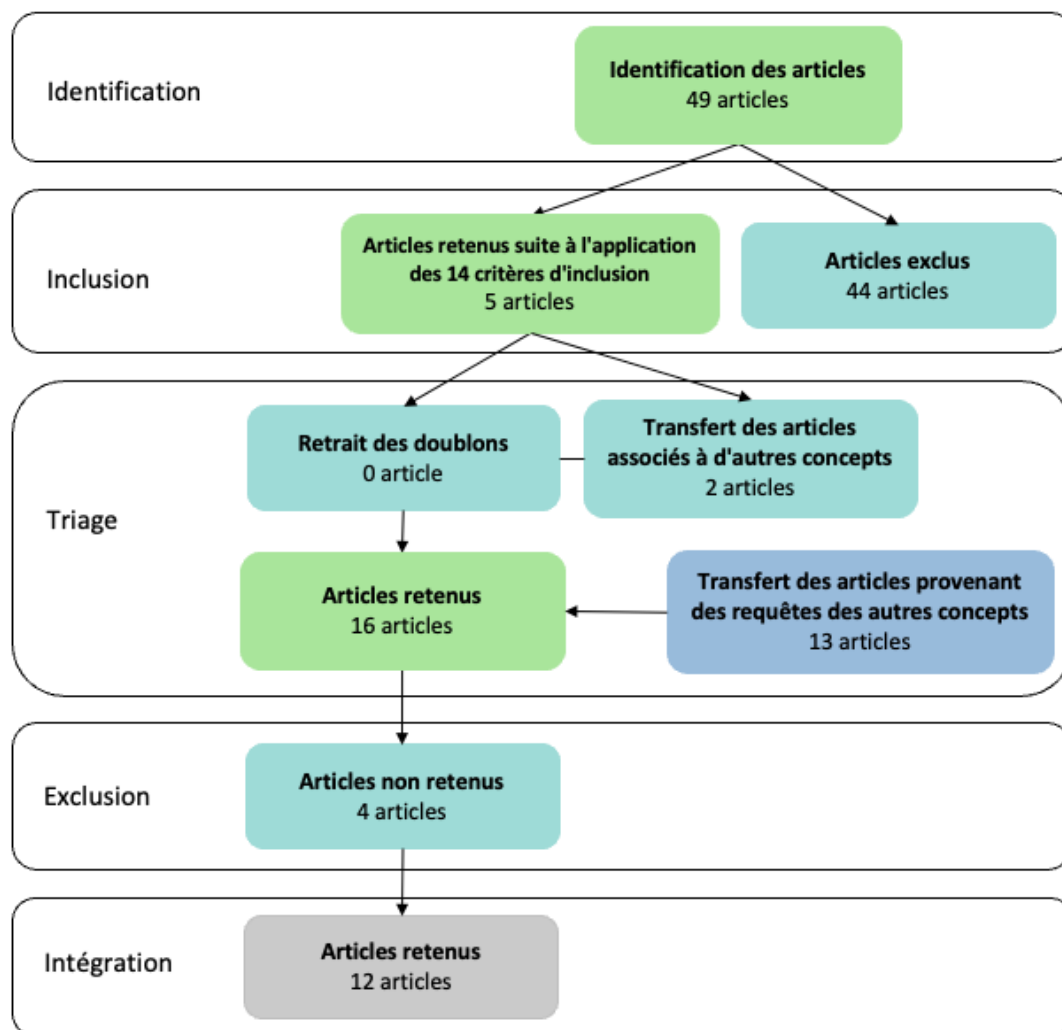 Identification
Identification des articles
49 articles
Inclusion
Articles retenus suite à l'application
des 14 critères d'inclusion
5 articles
Articles exclus
44 articles
Triage
Retrait des doublons
0 article
Transfert des articles
associés à d'autres concepts
2 articles
Articles retenus
16 articles
Transfert des articles provenant
des requêtes des autres concepts
13 articles
Exclusion
Articles non retenus
4 articles
Intégration
Articles retenus
12 articles